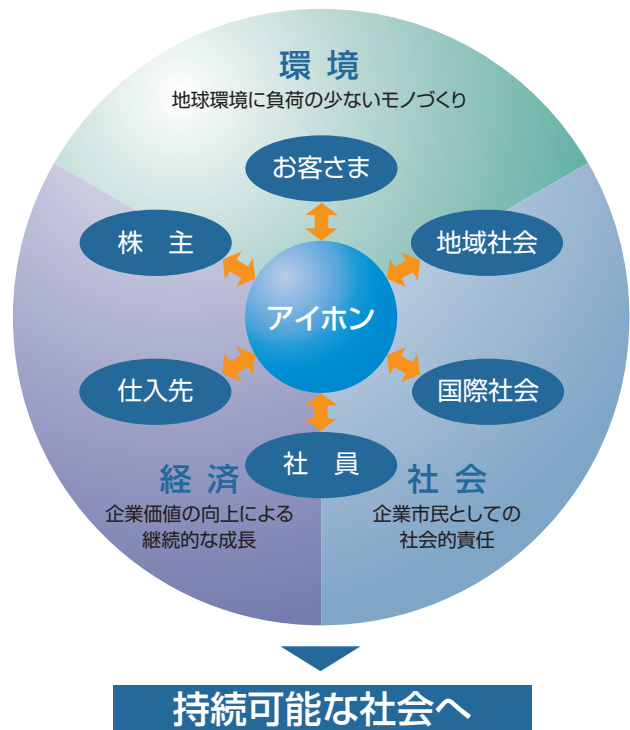 環 境
地球環境に負荷の少ないモノづくり
お客さま
株 主
地域社会
アイホン
仕入先
国際社会
社 員
経 済
企業価値の向上による
継続的な成長
社 会
企業市民としての
社会的責任
持続可能な社会へ